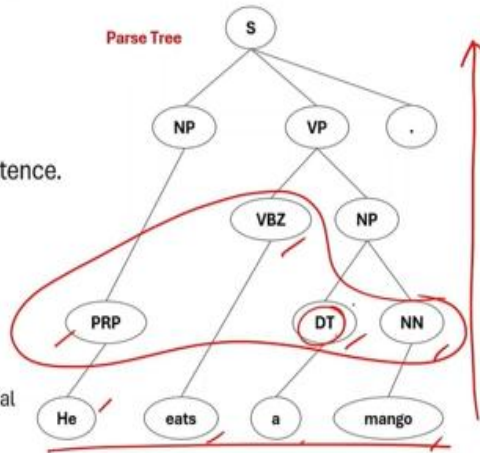 S
Parse Tree
NP VP .
tence.
VBZ NP
PRP DT NN
al
He eats a mango